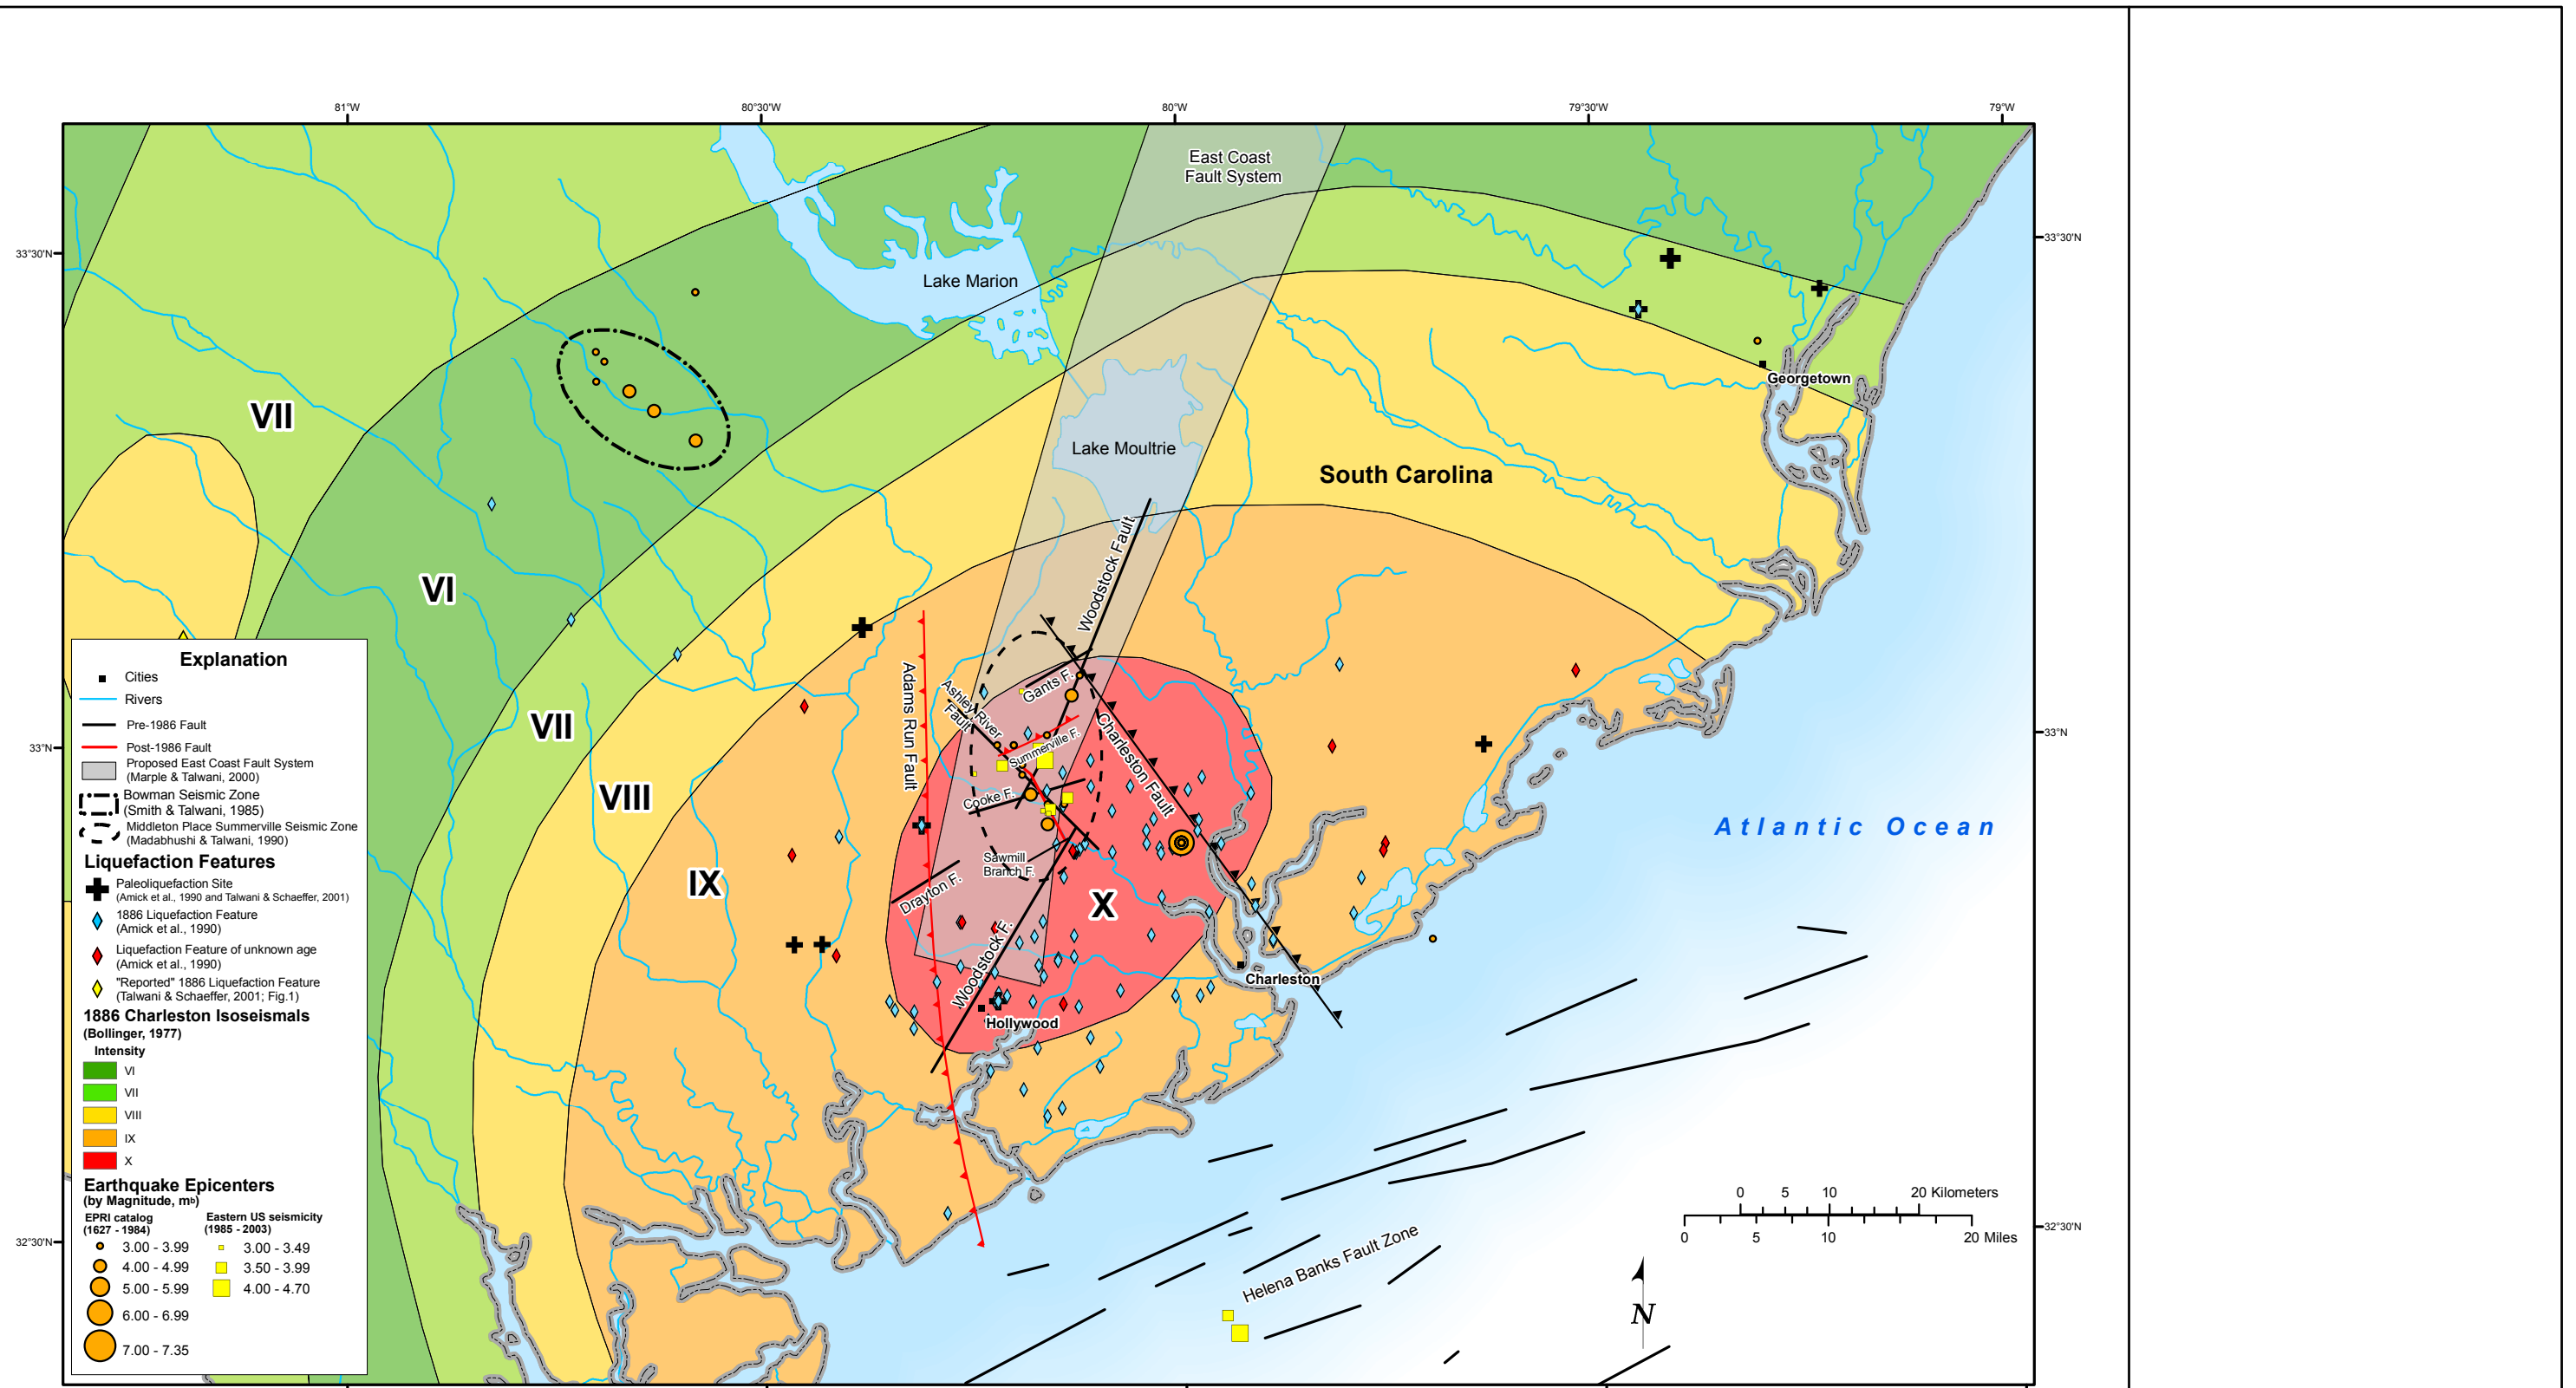 81°W
80°30'W
80°W
79°30'W
79°W
33°30'N
33°30'N
33°N
33°N
32°30'N
32°30'N
East Coast
Fault System
Lake Marion
Lake Moultrie
South Carolina
Georgetown
VII
VI
VII
VIII
IX
X
Woodstock Fault
Adams Run Fault
Ashley River
Fault
Gants F.
Summerville F.
Charleston Fault
Cooke F.
Sawmill
Branch F.
Drayton F.
Woodstock F.
Hollywood
Charleston
Atlantic Ocean
Helena Banks Fault Zone
Explanation
Cities
Rivers
Pre-1986 Fault
Post-1986 Fault
Proposed East Coast Fault System
(Marple & Talwani, 2000)
Bowman Seismic Zone
(Smith & Talwani, 1985)
Middleton Place Summerville Seismic Zone
(Madabhushi & Talwani, 1990)
Liquefaction Features
Paleoliquefaction Site
(Amick et al., 1990 and Talwani & Schaeffer, 2001)
1886 Liquefaction Feature
(Amick et al., 1990)
Liquefaction Feature of unknown age
(Amick et al., 1990)
"Reported" 1886 Liquefaction Feature
(Talwani & Schaeffer, 2001; Fig.1)
1886 Charleston Isoseismals
(Bollinger, 1977)
Intensity
VI
VII
VIII
IX
X
Earthquake Epicenters
(by Magnitude, mb)
EPRI catalog
(1627 - 1984)
3.00 - 3.99
4.00 - 4.99
5.00 - 5.99
6.00 - 6.99
7.00 - 7.35
Eastern US seismicity
(1985 - 2003)
3.00 - 3.49
3.50 - 3.99
4.00 - 4.70
0 5 10 20 Kilometers
0 5 10 20 Miles
N